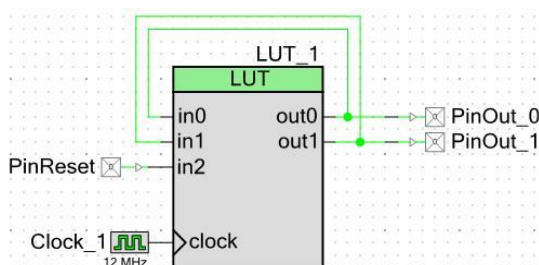 LUT_1
LUT
in0
out0
PinOut_0
in1
out1
PinOut_1
PinReset
in2
Clock_1
clock
12 MHz